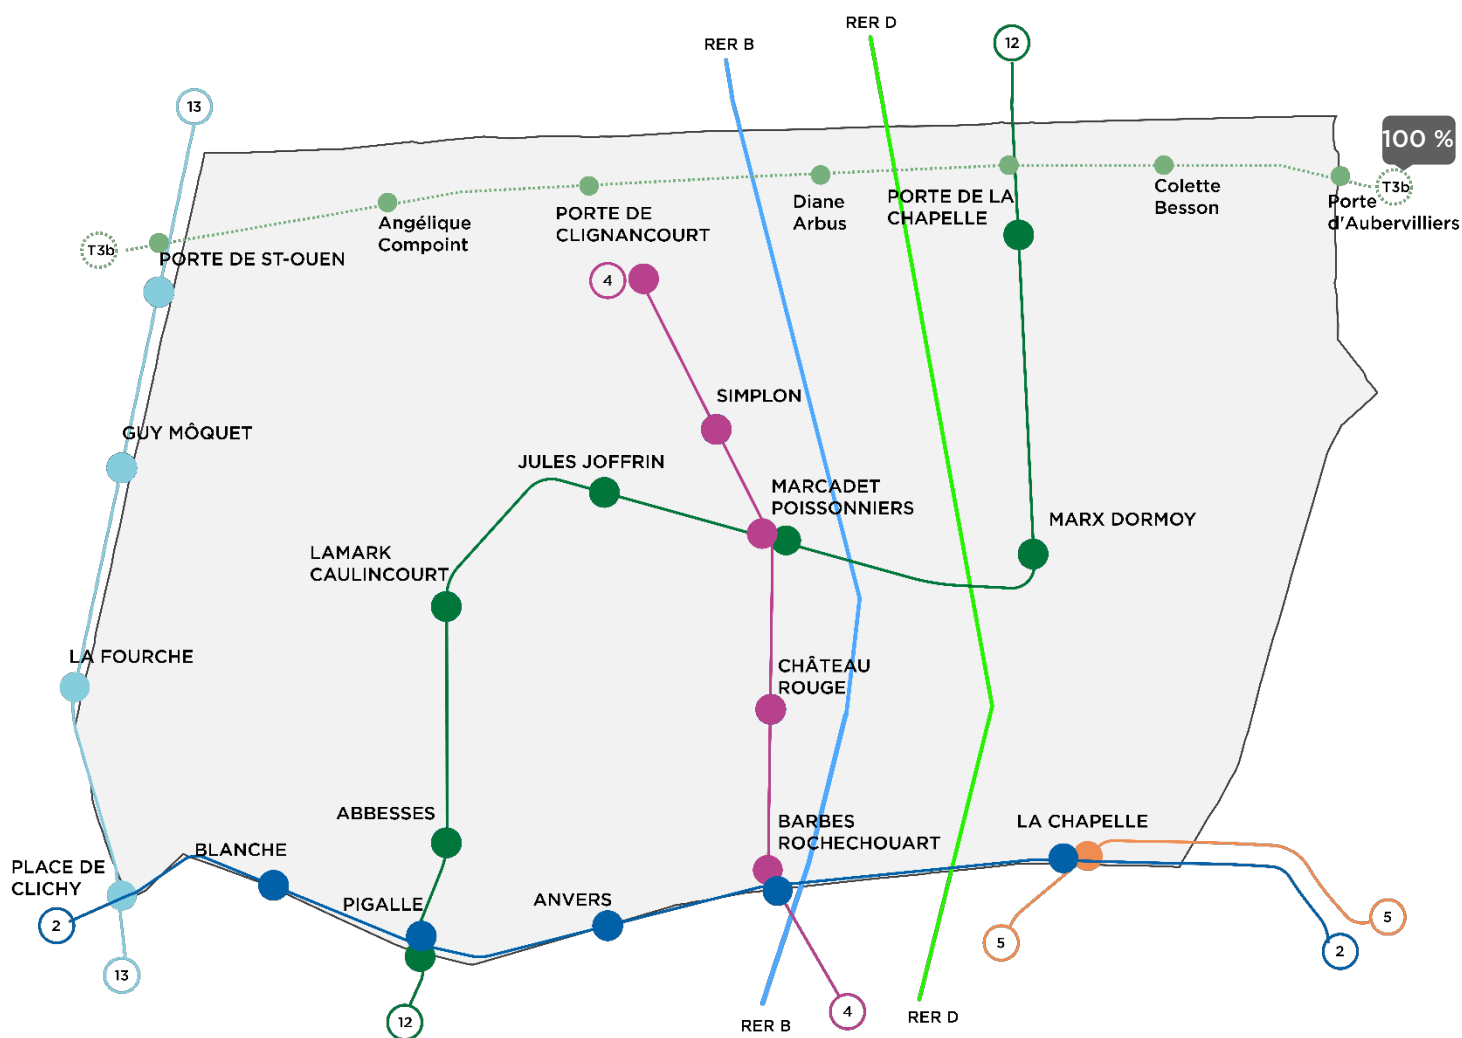 RER D
12
RER B
13
100 %
T3b
Colette
Besson
PORTE DE LA
CHAPELLE
Diane
Arbus
Porte
d'Aubervilliers
PORTE DE
CLIGNANCOURT
Angélique
Compoint
T3b
PORTE DE ST-OUEN
4
SIMPLON
GUY MÔQUET
JULES JOFFRIN
MARCADET
POISSONNIERS
MARX DORMOY
LAMARK
CAULINCOURT
LA FOURCHE
CHÂTEAU
ROUGE
ABBESSES
BARBES
ROCHECHOUART
LA CHAPELLE
BLANCHE
PLACE DE
CLICHY
PIGALLE
ANVERS
2
5
5
2
13
12
RER B
4
RER D